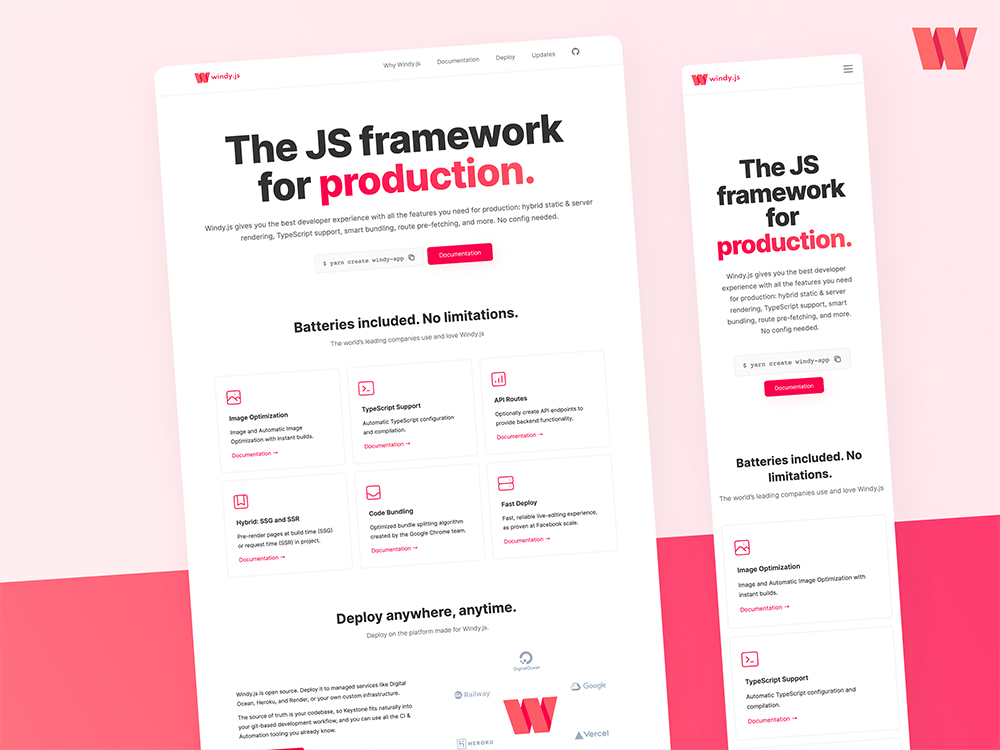 windy.js
Why Windy.js
Documentation
Deploy
Updates
The JS framework
for production.
Windy.js gives you the best developer experience with all the features you need for production: hybrid static & server
rendering, TypeScript support, smart bundling, route pre-fetching, and more. No config needed.
$ yarn create windy-app
Documentation
Batteries included. No limitations.
The world's leading companies use and love Windy.js
Image Optimization
Image and Automatic Image
Optimization with instant builds.
Documentation →
TypeScript Support
Automatic TypeScript configuration
and compilation.
Documentation →
API Routes
Optionally create API endpoints to
provide backend functionality.
Documentation →
Hybrid: SSG and SSR
Pre-render pages at build time (SSG)
or request time (SSR) in project.
Documentation →
Code Bundling
Optimized bundle splitting algorithm
created by the Google Chrome team.
Documentation →
Fast Deploy
Fast, reliable live-editing experience,
as proven at Facebook scale.
Documentation →
Deploy anywhere, anytime.
Deploy on the platform made for Windy.js.
Windy.js is open source. Deploy it to managed services like Digital
Ocean, Heroku, and Render, or your own custom infrastructure.
The source of truth is your codebase, so Keystone fits naturally into
your git-based development workflow, and you can use all the CI &
Automation tooling you already know.
DigitalOcean
Railway
Google
W
HEROKU
Vercel
windy.js
The JS
framework
for
production.
Windy.js gives you the best developer
experience with all the features you need
for production: hybrid static & server
rendering, TypeScript support, smart
bundling, route pre-fetching, and more.
No config needed.
$ yarn create windy-app
Documentation
Batteries included. No
limitations.
The world's leading companies use and love Windy.js
Image Optimization
Image and Automatic Image Optimization with
instant builds.
Documentation →
TypeScript Support
Automatic TypeScript configuration and
compilation.
Documentation →
W